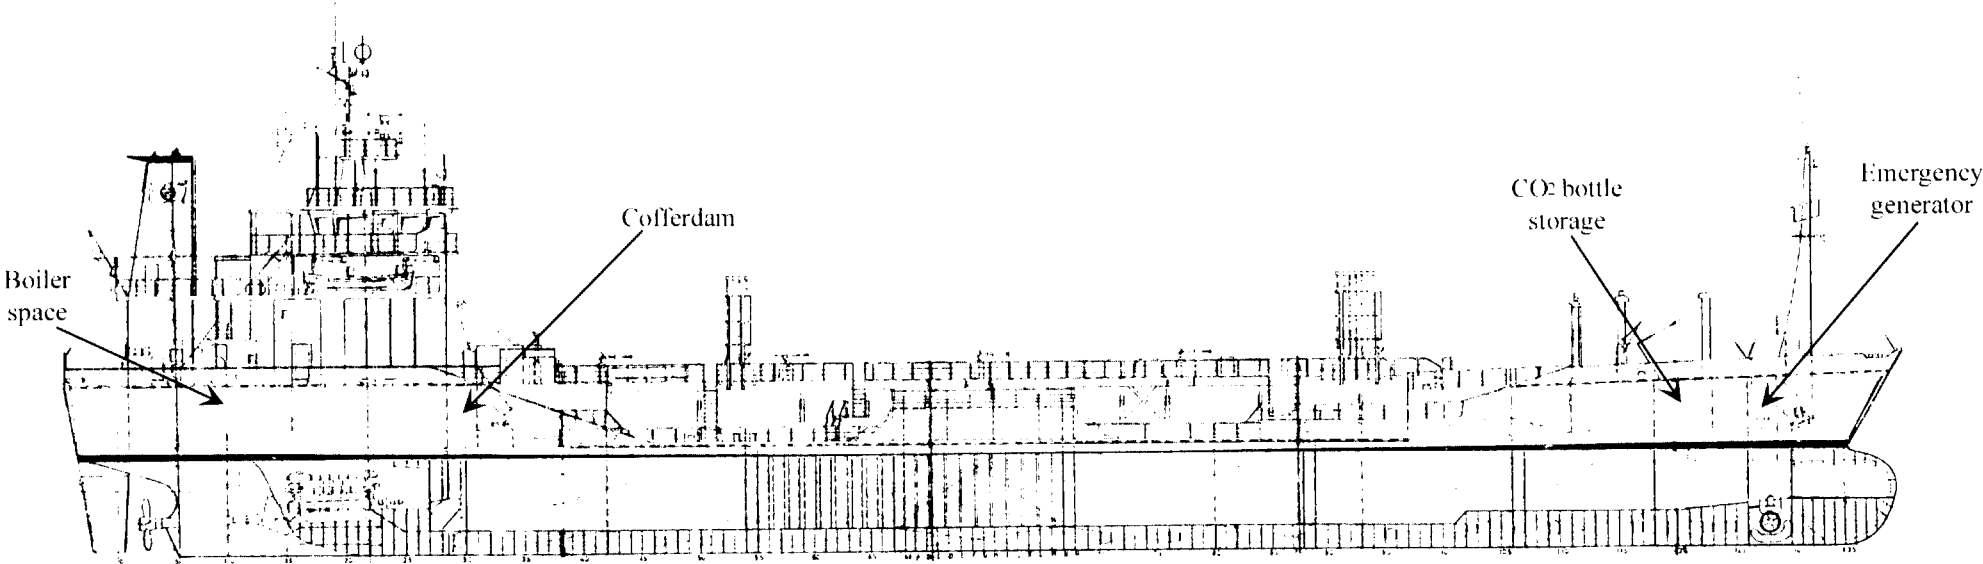 Boiler
space
Cofferdam
CO2 bottle
storage
Emergency
generator